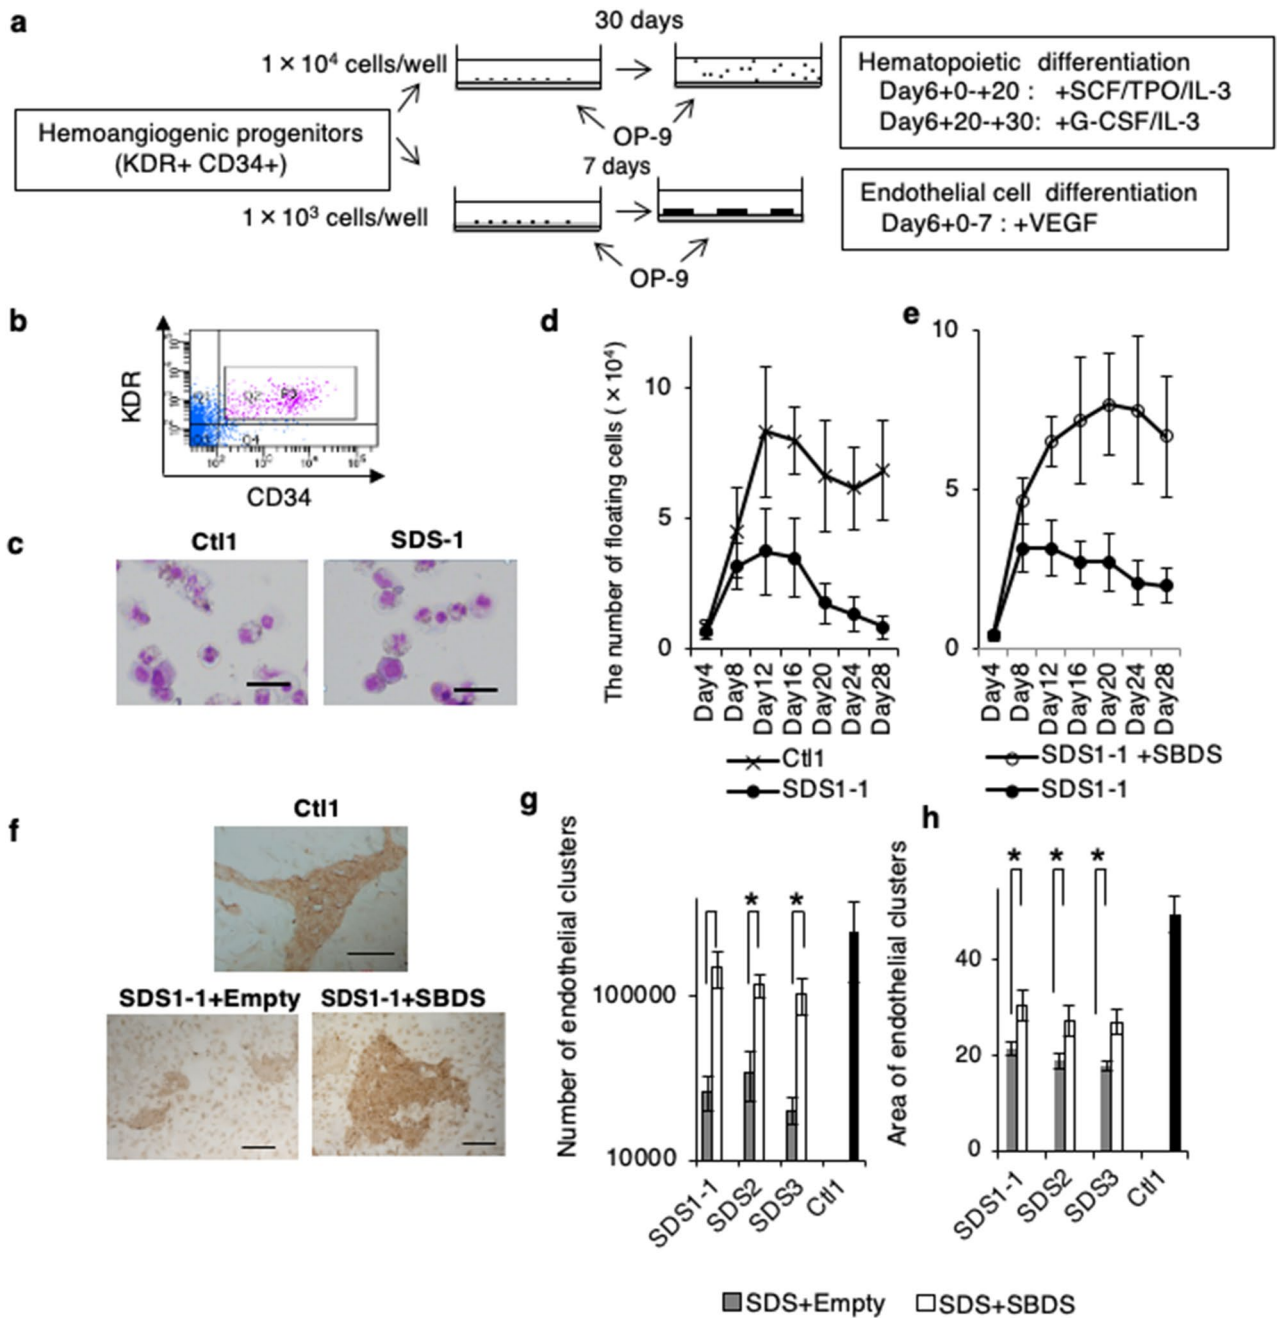 a
30 days
1 × 10⁴ cells/well
Hemoangiogenic progenitors
(KDR+ CD34+)
OP-9
7 days
1 × 10³ cells/well
OP-9
Hematopoietic differentiation
Day6+0-+20 : +SCF/TPO/IL-3
Day6+20-+30: +G-CSF/IL-3
Endothelial cell differentiation
Day6+0-7 : +VEGF
b
KDR
Q2
Q4
10²
10³
10⁴
10⁵
CD34
c
Ctl1
SDS-1
d
The number of floating cells ( × 10⁴)
10
5
0
Day4
Day8
Day12
Day16
Day20
Day24
Day28
Ctl1
SDS1-1
e
10
5
0
Day4
Day8
Day12
Day16
Day20
Day24
Day28
SDS1-1 +SBDS
SDS1-1
f
Ctl1
SDS1-1+Empty
SDS1-1+SBDS
g
Number of endothelial clusters
* *
100000
10000
SDS1-1
SDS2
SDS3
Ctl1
h
Area of endothelial clusters
* * *
40
20
0
SDS1-1
SDS2
SDS3
Ctl1
SDS+Empty
SDS+SBDS